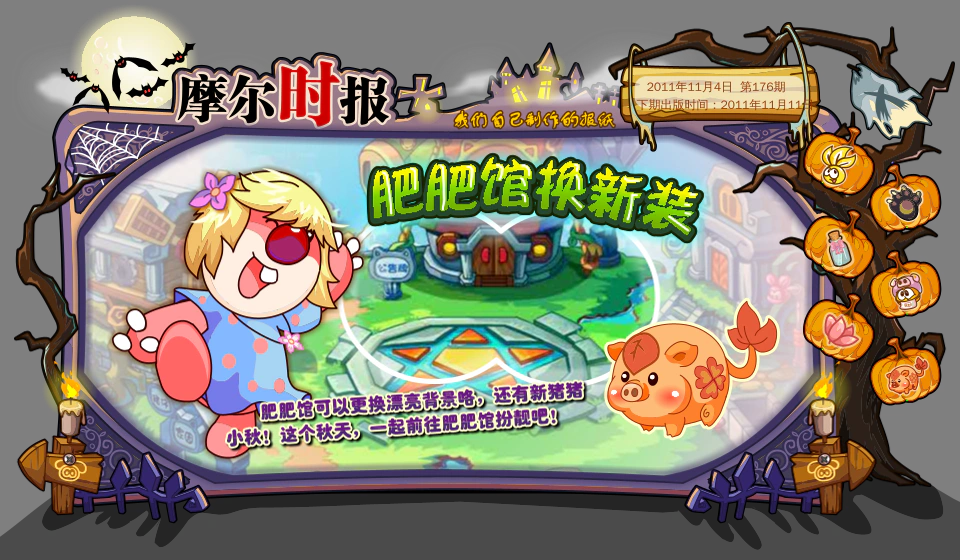 摩尔时报
我们自己制作的报纸
2011年11月4日 第176期
下期出版时间：2011年11月11
肥肥馆换新装
公告牌
肥肥馆可以更换漂亮背景咯，还有新猪猪
小秋！这个秋天，一起前往肥肥馆扮靓吧！